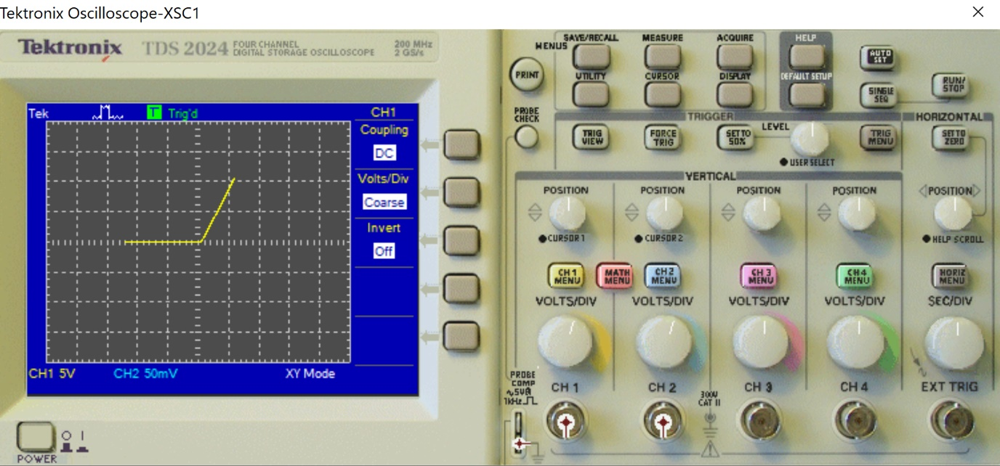 Tektronix Oscilloscope-XSC1
Tektronix TDS 2024 FOUR CHANNEL DIGITAL STORAGE OSCILLOSCOPE 200 MHz 2 GS/s
Tek T Trig'd CH1
Coupling
DC
Volts/Div
Coarse
Invert
Off
CH1 5V CH2 50mV XY Mode
POWER
PRINT
MENUS
SAVE/RECALL MEASURE ACQUIRE
UTILITY CURSOR DISPLAY
HELP
DEFAULT SETUP
AUTO SET
SINGLE SEQ
RUN/STOP
PROBE CHECK
TRIGGER
TRIG VIEW
FORCE TRIG
SET TO 50%
LEVEL
USER SELECT
TRIG MENU
HORIZONTAL
SET TO ZERO
VERTICAL
POSITION POSITION POSITION POSITION POSITION
CURSOR 1 CURSOR 2 HELP SCROLL
CH 1 MENU
MATH MENU
CH 2 MENU
CH 3 MENU
CH 4 MENU
HORIZ MENU
VOLTS/DIV VOLTS/DIV VOLTS/DIV VOLTS/DIV SEC/DIV
PROBE COMP
~5V@
1kHz
CH 1 CH 2 CH 3 CH 4 EXT TRIG
300V
CAT II